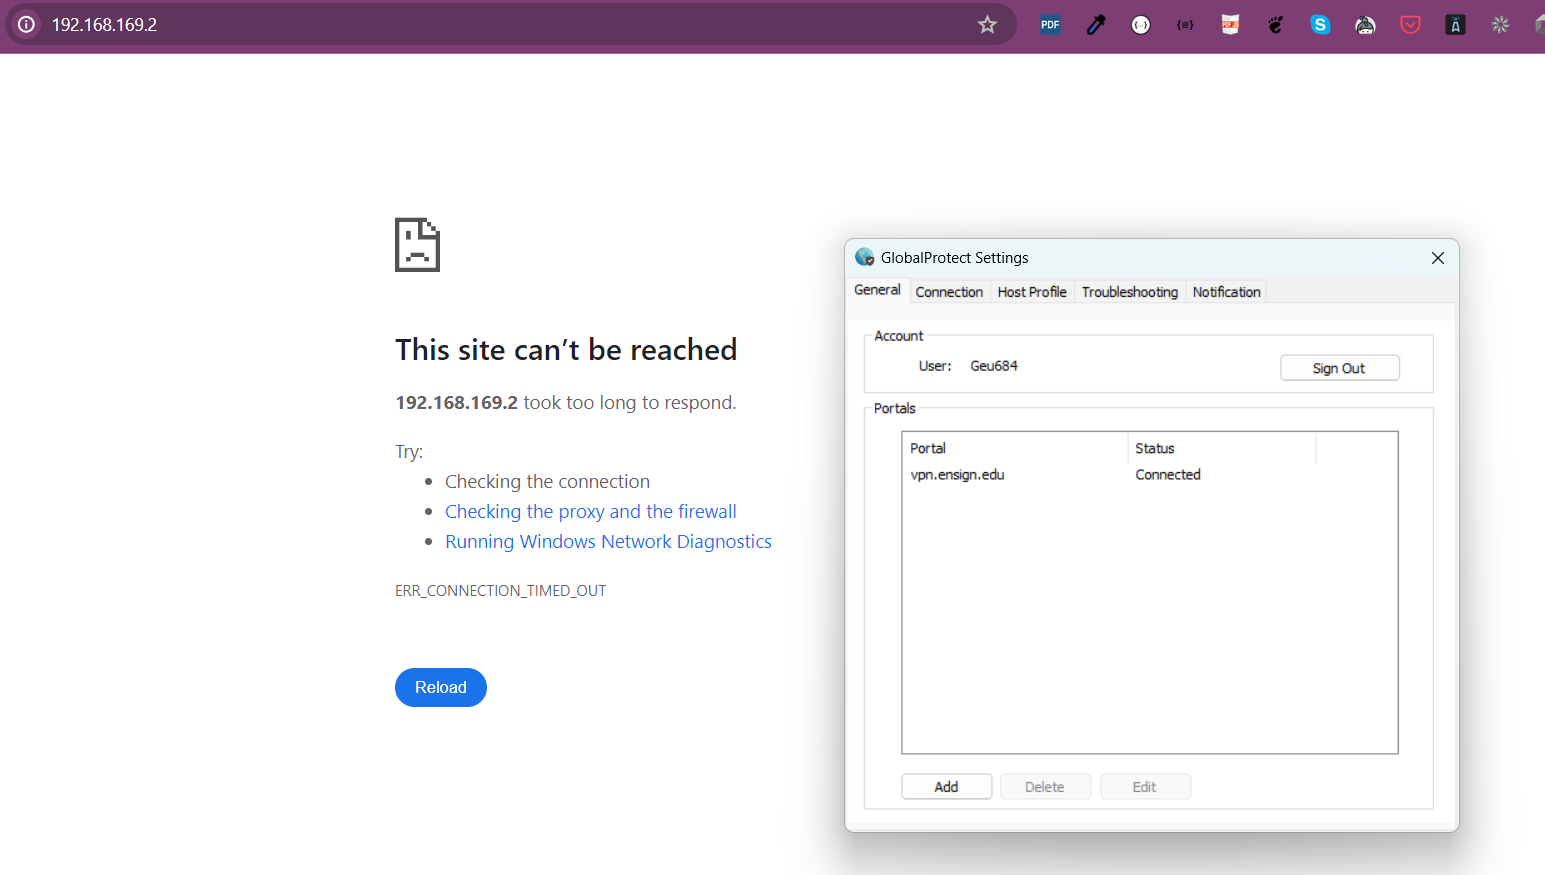 192.168.169.2
PDF
This site can’t be reached
192.168.169.2 took too long to respond.
Try:
Checking the connection
Checking the proxy and the firewall
Running Windows Network Diagnostics
ERR_CONNECTION_TIMED_OUT
Reload
GlobalProtect Settings
General Connection Host Profile Troubleshooting Notification
Account
User: Geu684
Sign Out
Portals
Portal Status
vpn.ensign.edu Connected
Add Delete Edit